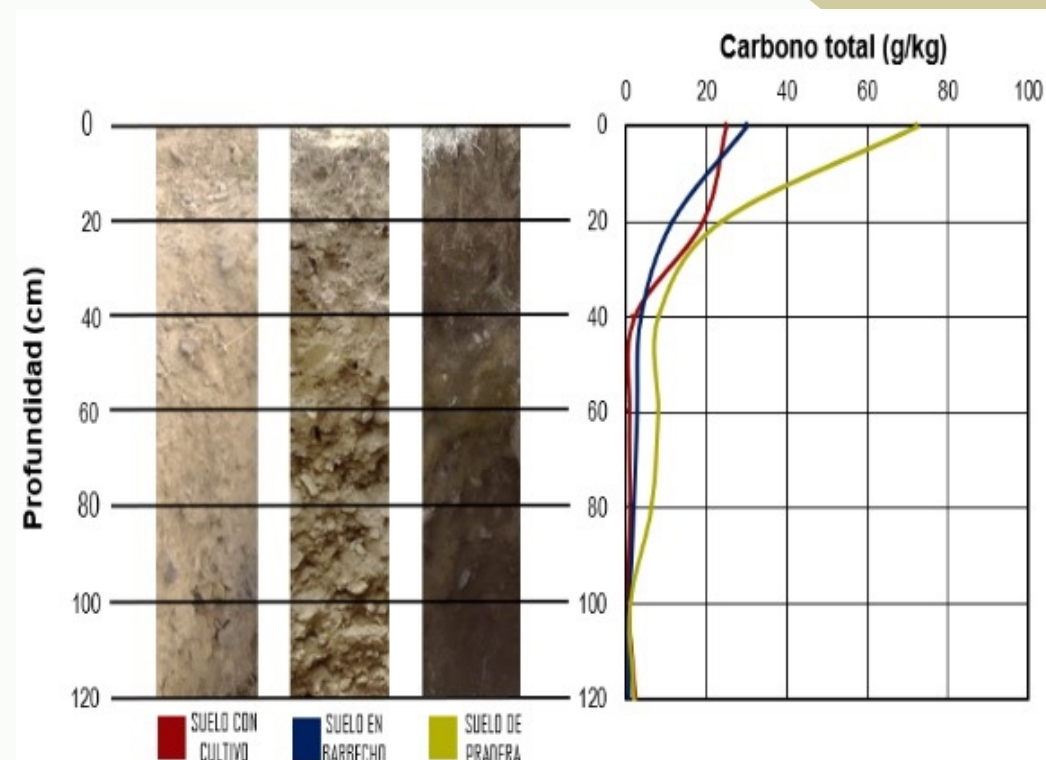 Carbono total (g/kg)
0 20 40 60 80 100
Profundidad (cm)
0
20
40
60
80
100
120
0
20
40
60
80
100
120
SUELO CON
CULTIVO
SUELO EN
BARBECHO
SUELO DE
PRADERA